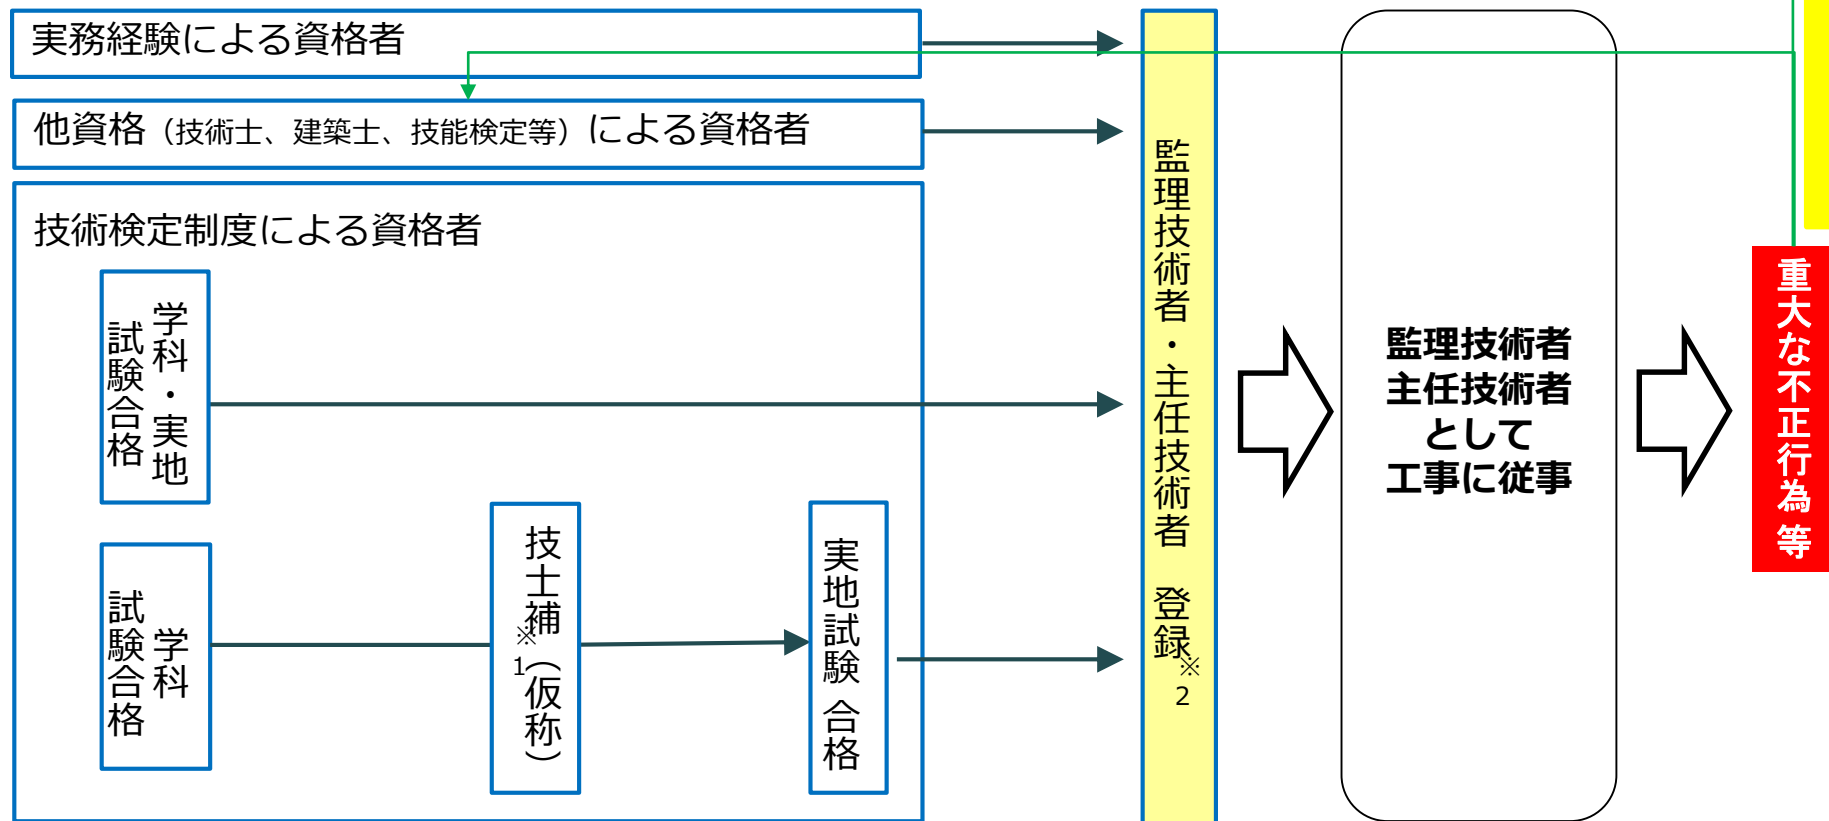 実務経験による資格者
他資格（技術士、建築士、技能検定等）による資格者
技術検定制度による資格者
学科・実地
試験合格
学科
試験合格
技士補※1（仮称）
実地試験 合格
監理技術者・主任技術者 登録※2
監理技術者
主任技術者
として
工事に従事
重大な不正行為 等